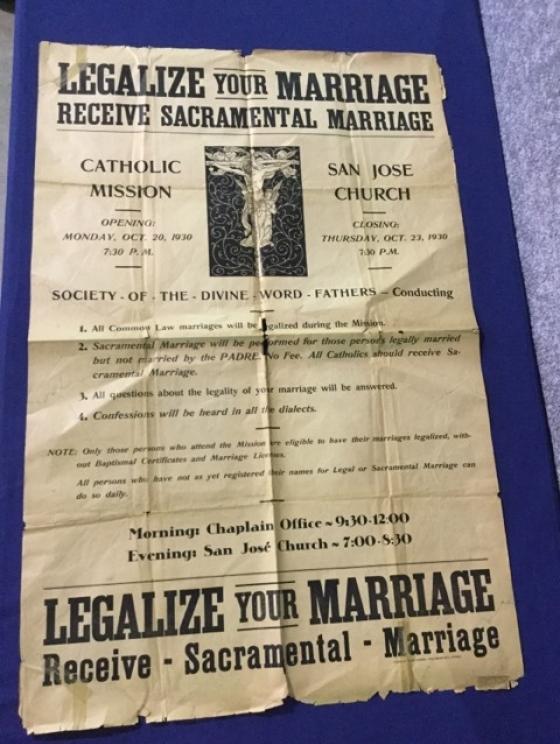 LEGALIZE YOUR MARRIAGE
RECEIVE SACRAMENTAL MARRIAGE
CATHOLIC
MISSION
OPENING:
MONDAY, OCT. 20, 1930
7:30 P.M.
SAN JOSE
CHURCH
CLOSING:
THURSDAY, OCT. 23, 1930
7:30 P.M.
SOCIETY - OF - THE - DIVINE - WORD - FATHERS – Conducting
1. All Common Law marriages will be legalized during the Mission.
2. Sacramental Marriage will be performed for those persons legally married
but not married by the PADRE. No Fee. All Catholics should receive Sa-
cramental Marriage.
3. All questions about the legality of your marriage will be answered.
4. Confessions will be heard in all the dialects.
NOTE: Only those persons who attend the Mission are eligible to have their marriages legalized, with-
out Baptismal Certificates and Marriage Licenses.
All persons who have not as yet registered their names for Legal or Sacramental Marriage can
do so daily.
Morning: Chaplain Office ~ 9:30-12:00
Evening: San José Church ~ 7:00-8:30
LEGALIZE YOUR MARRIAGE
Receive - Sacramental - Marriage